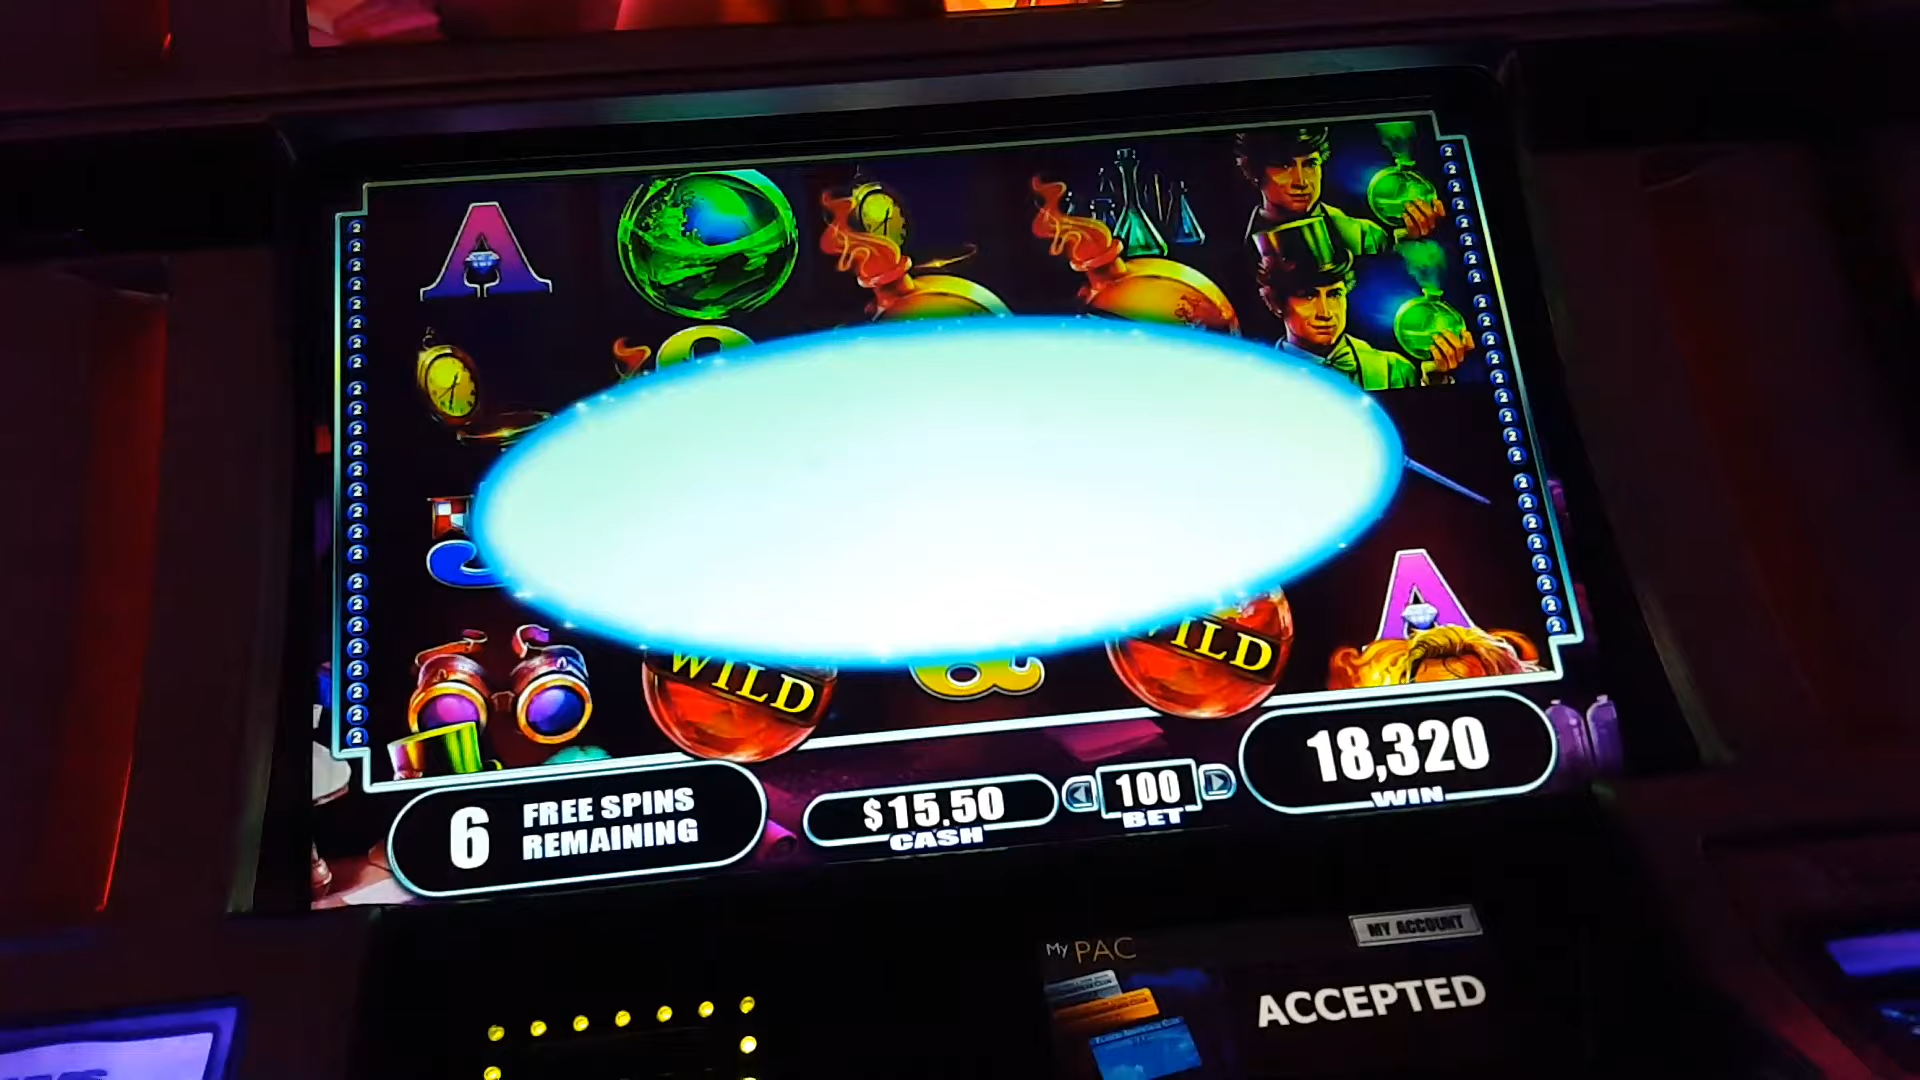 A
WILD
WILD
A
6 FREE SPINS
REMAINING
$15.50
CASH
100
BET
18,320
WIN
MY ACCOUNT
My PAC
ACCEPTED